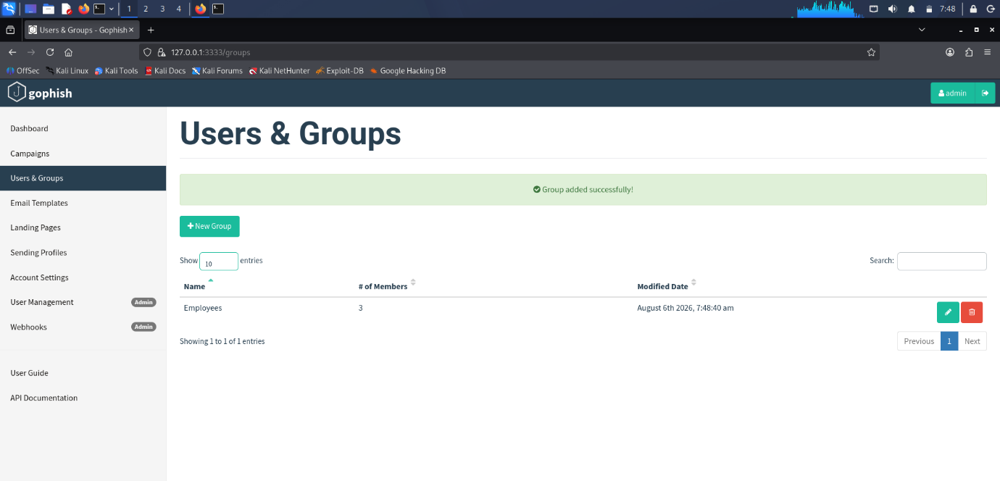 1 2 3 4 7:48
Users & Groups - Gophish
127.0.0.1:3333/groups
OffSec Kali Linux Kali Tools Kali Docs Kali Forums Kali NetHunter Exploit-DB Google Hacking DB
gophish admin
Dashboard
Campaigns
Users & Groups
Email Templates
Landing Pages
Sending Profiles
Account Settings
User Management Admin
Webhooks Admin
User Guide
API Documentation
Users & Groups
Group added successfully!
New Group
Show 10 entries Search:
Name # of Members Modified Date
Employees 3 August 6th 2026, 7:48:40 am
Showing 1 to 1 of 1 entries Previous 1 Next